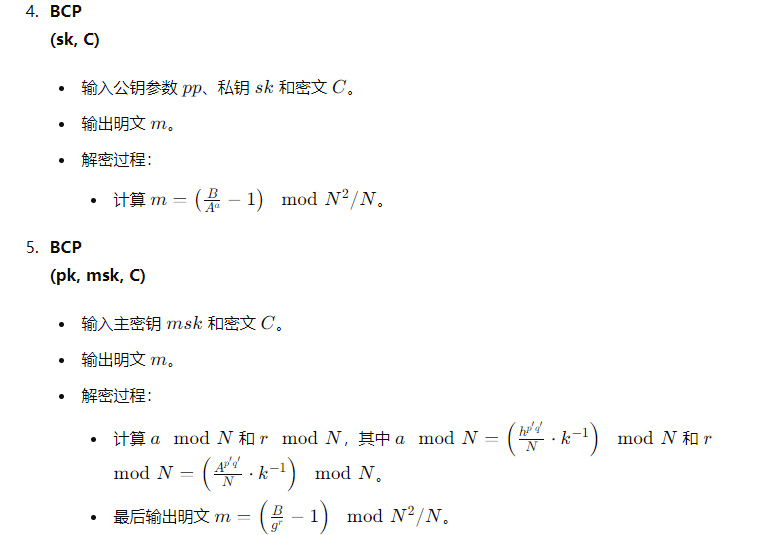 4. BCP
(sk, C)
• 输入公钥参数 $pp$、私钥 $sk$ 和密文 $C$。
• 输出明文 $m$。
• 解密过程：
• 计算 $m = \left(\frac{B}{A^a} - 1\right) \mod N^2/N$。
5. BCP
(pk, msk, C)
• 输入主密钥 $msk$ 和密文 $C$。
• 输出明文 $m$。
• 解密过程：
• 计算 $a \mod N$ 和 $r \mod N$，其中 $a \mod N = \left(\frac{h^{p'q'}}{N} \cdot k^{-1}\right) \mod N$ 和 $r$
$\mod N = \left(\frac{A^{p'q'}}{N} \cdot k^{-1}\right) \mod N$。
• 最后输出明文 $m = \left(\frac{B}{g^r} - 1\right) \mod N^2/N$。